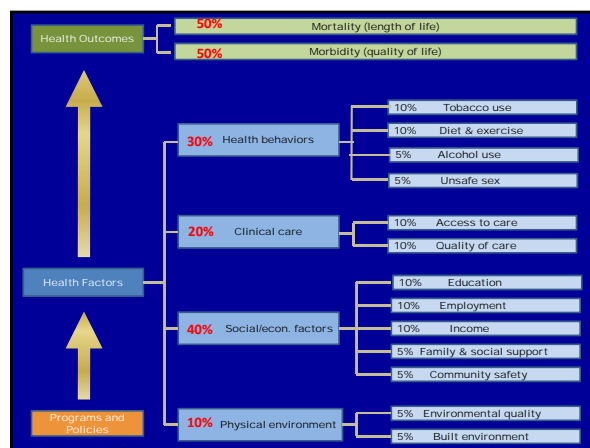 Health Outcomes
50% Mortality (length of life)
50% Morbidity (quality of life)
30% Health behaviors
10% Tobacco use
10% Diet & exercise
5% Alcohol use
5% Unsafe sex
20% Clinical care
10% Access to care
10% Quality of care
Health Factors
40% Social/econ. factors
10% Education
10% Employment
10% Income
5% Family & social support
5% Community safety
Programs and
Policies
10% Physical environment
5% Environmental quality
5% Built environment